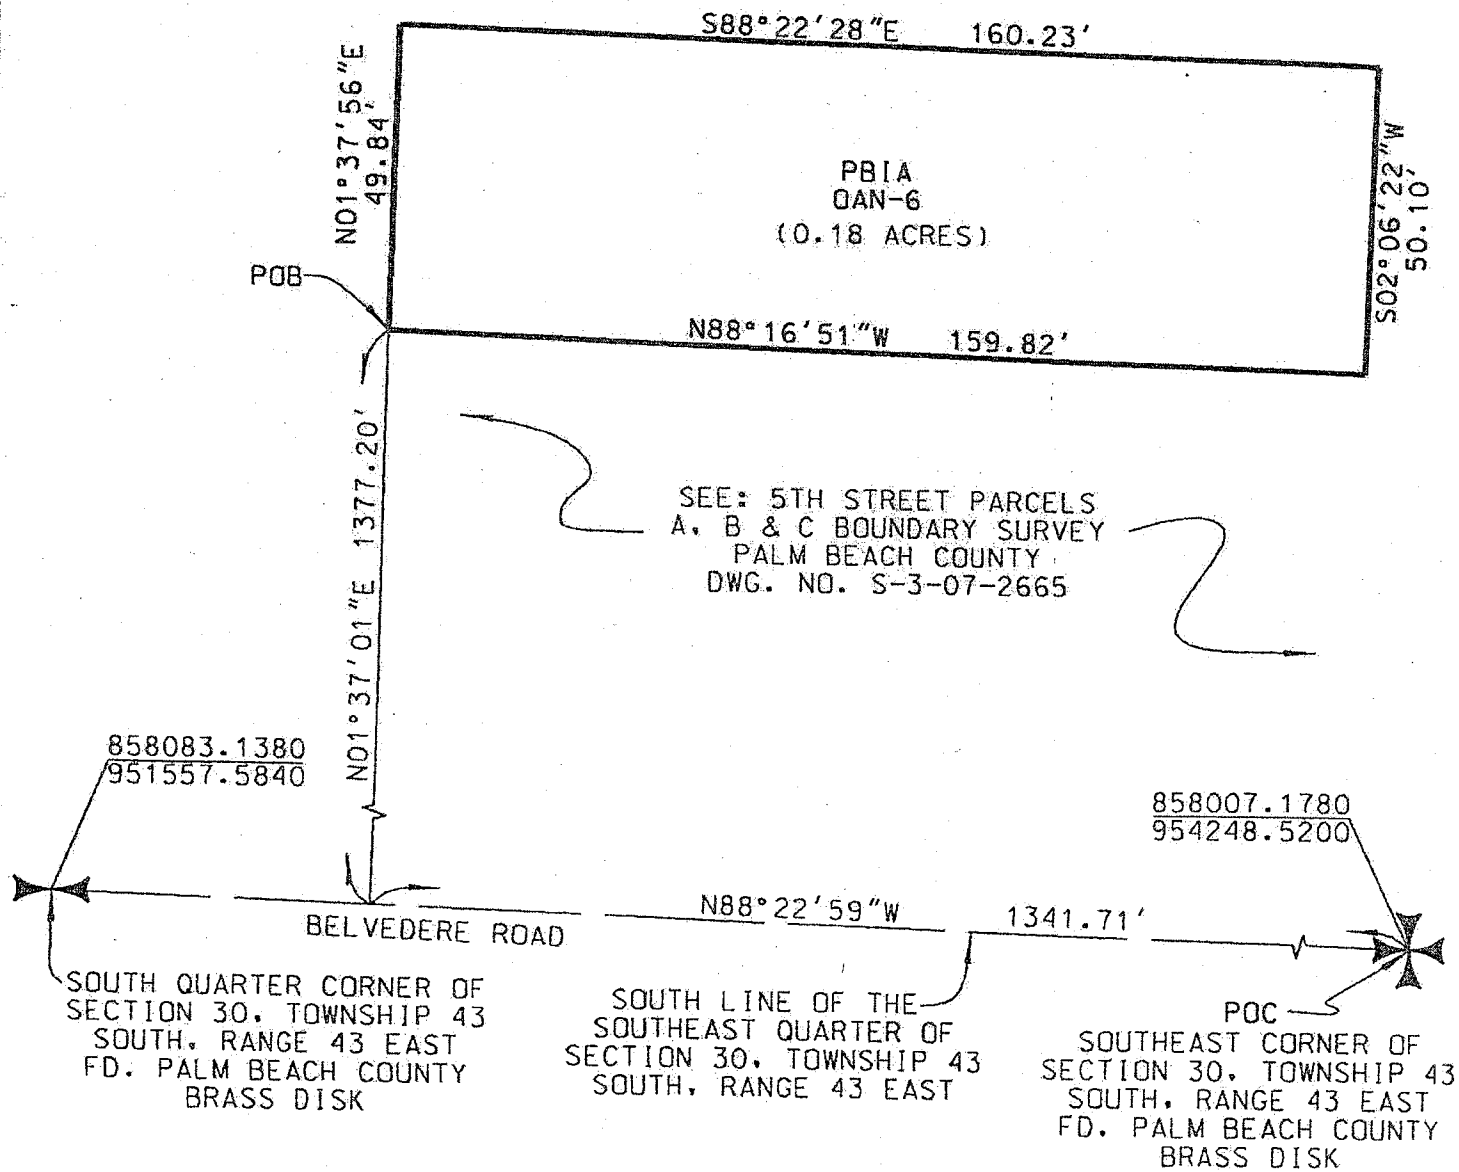 S88°22'28"E 160.23'
N01°37'56"E
49.84'
PBIA
OAN-6
(0.18 ACRES)
S02°06'22"W
50.10'
POB
N88°16'51"W 159.82'
N01°37'01"E 1377.20'
SEE: 5TH STREET PARCELS
A, B & C BOUNDARY SURVEY
PALM BEACH COUNTY
DWG. NO. S-3-07-2665
858083.1380
951557.5840
858007.1780
954248.5200
N88°22'59"W 1341.71'
BELVEDERE ROAD
SOUTH QUARTER CORNER OF
SECTION 30, TOWNSHIP 43
SOUTH, RANGE 43 EAST
FD. PALM BEACH COUNTY
BRASS DISK
SOUTH LINE OF THE
SOUTHEAST QUARTER OF
SECTION 30, TOWNSHIP 43
SOUTH, RANGE 43 EAST
POC
SOUTHEAST CORNER OF
SECTION 30, TOWNSHIP 43
SOUTH, RANGE 43 EAST
FD. PALM BEACH COUNTY
BRASS DISK